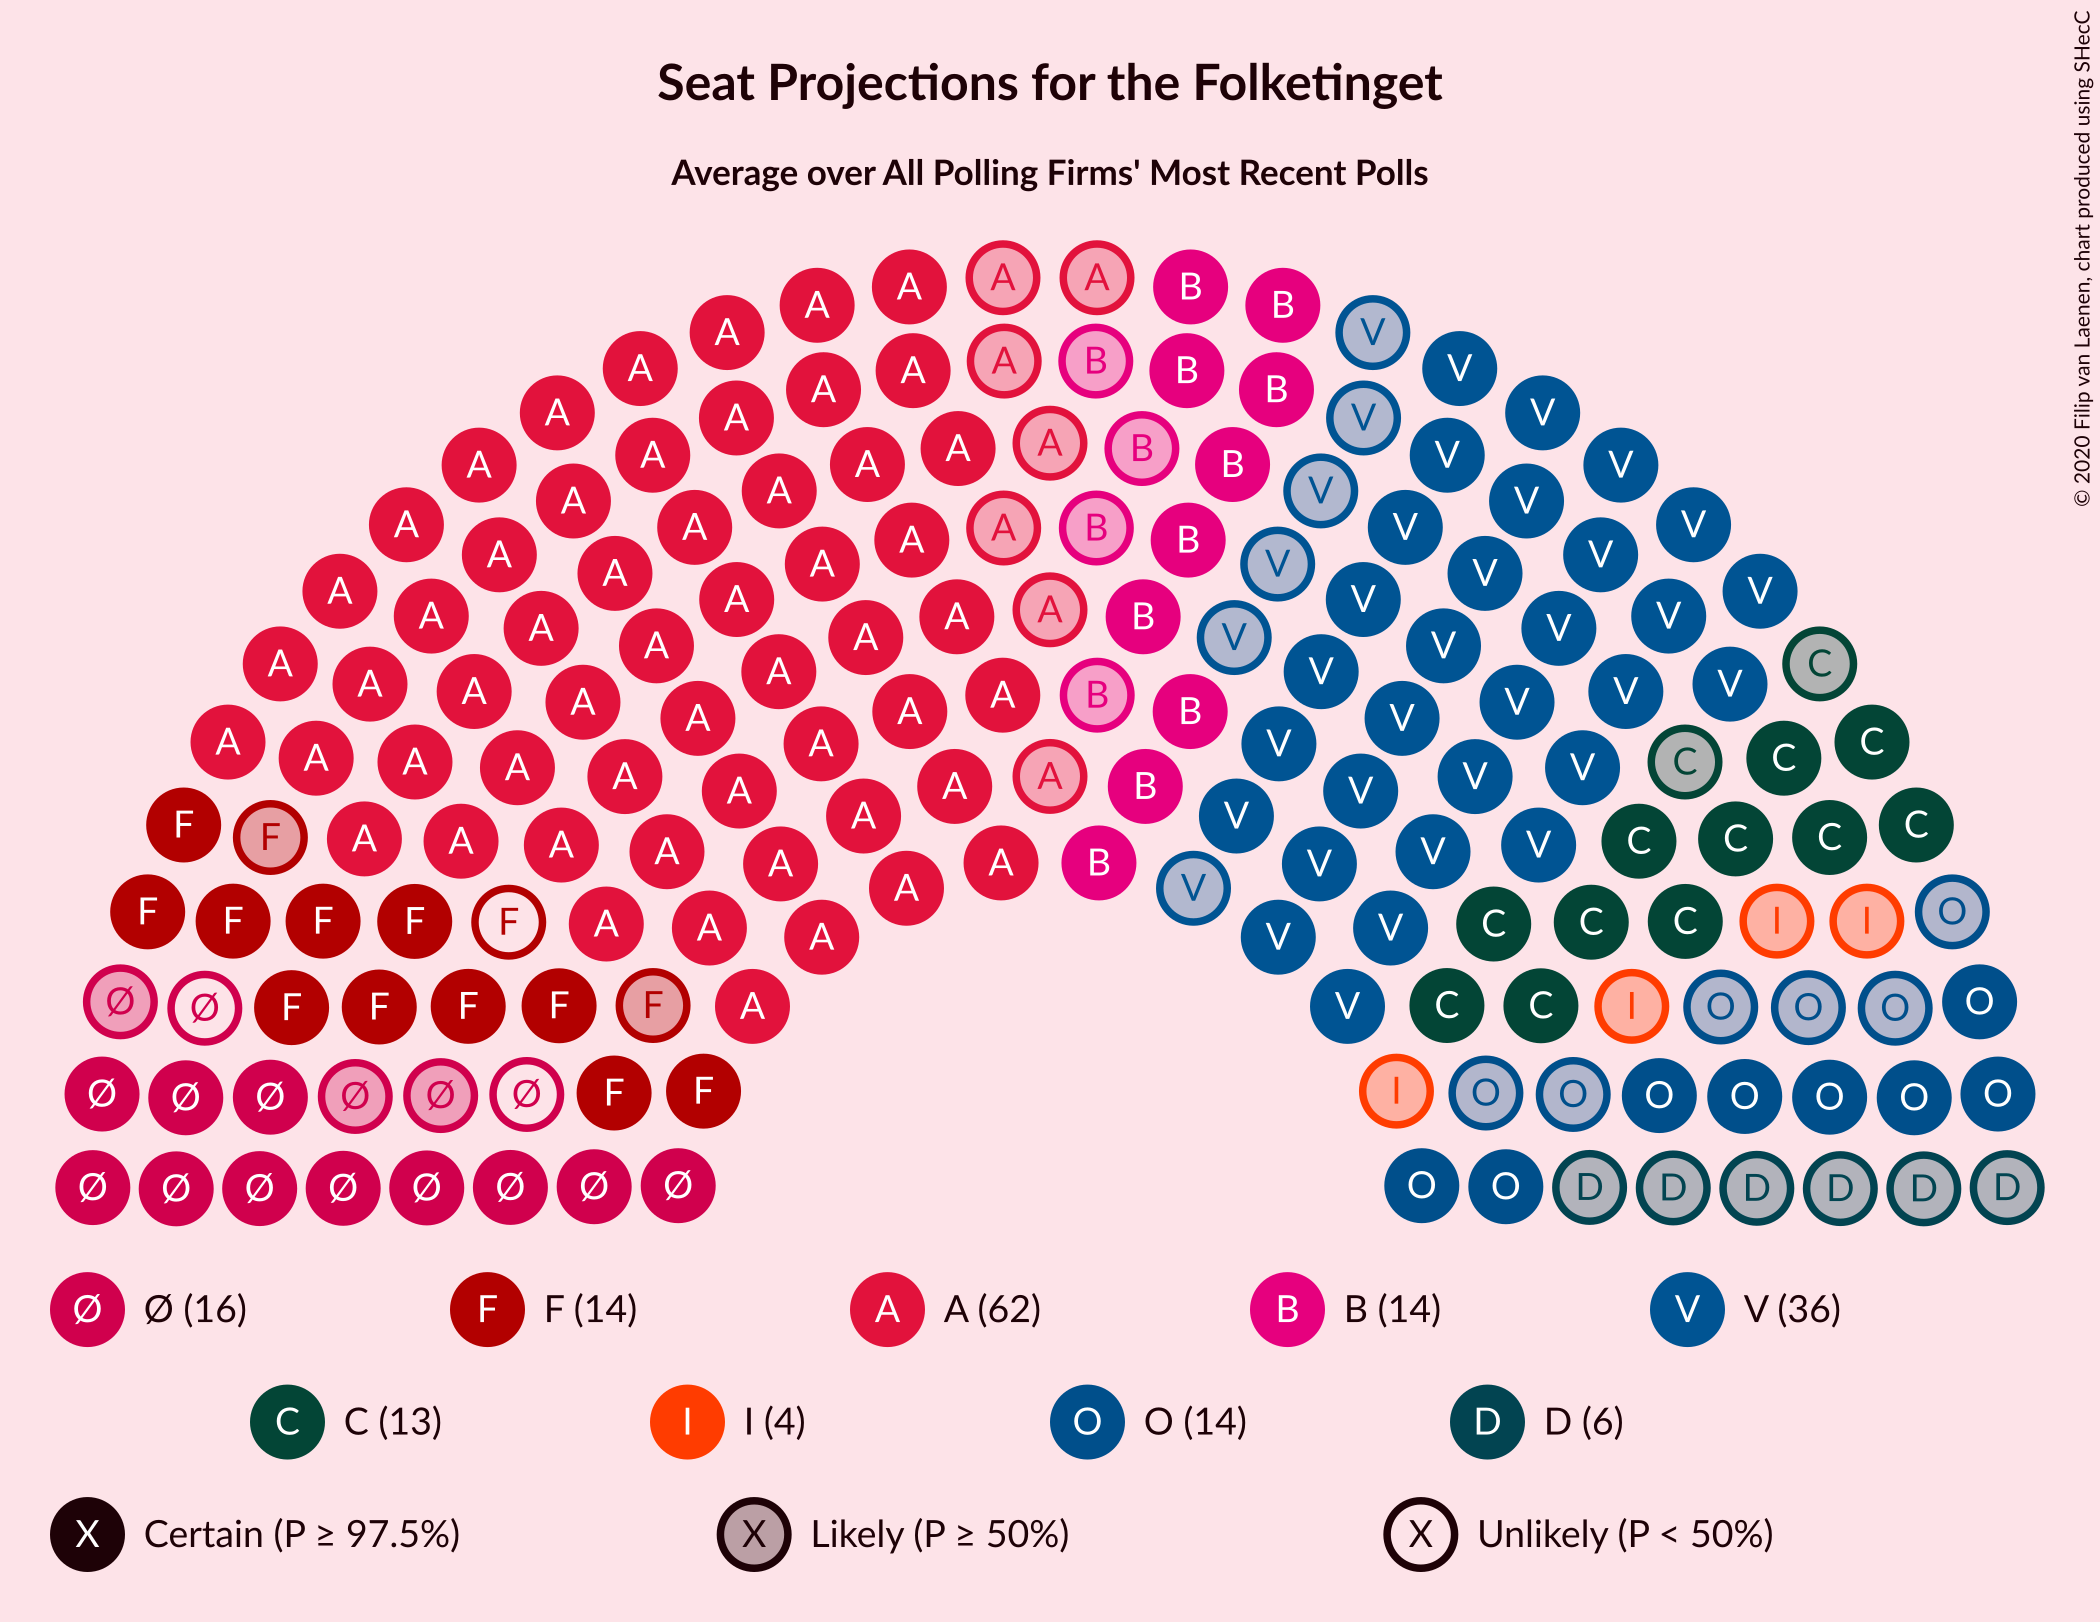 Seat Projections for the Folketinget
Average over All Polling Firms' Most Recent Polls
© 2020 Filip van Laenen, chart produced using SHecC
A A A A B B
A V
A A A A B B B V
A A V V
A A A A A B B V V
A A V V
A A A A A B B V V V
A A A A V V V V
A A A A A A B V V V V
A A A A A A B V V V V C
A A A A A A A B V V V C C C
A A A A B V V
F F A A A A A A A B V V V V C C C C
F F F F F A A A A V V V C C C I I O
Ø Ø F F F F F A V C C I O O O O
Ø Ø Ø Ø Ø Ø F F I O O O O O O O
Ø Ø Ø Ø Ø Ø Ø Ø O O D D D D D D
Ø Ø (16) F F (14) A A (62) B B (14) V V (36)
C C (13) I I (4) O O (14) D D (6)
X Certain (P ≥ 97.5%) X Likely (P ≥ 50%) X Unlikely (P < 50%)